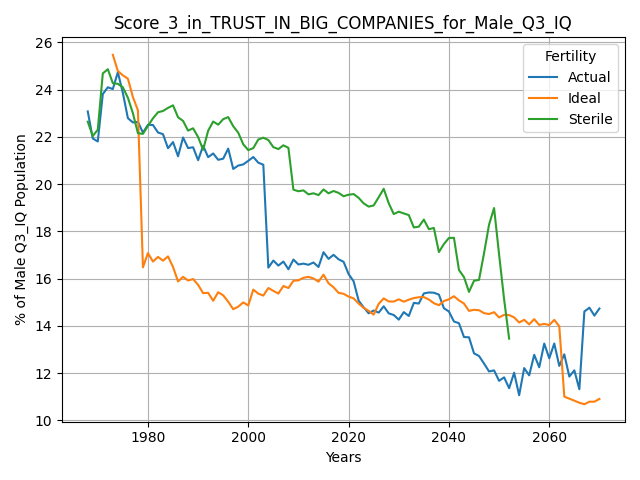 Score_3_in_TRUST_IN_BIG_COMPANIES_for_Male_Q3_IQ
Fertility
Actual
Ideal
Sterile
% of Male Q3_IQ Population
26
24
22
20
18
16
14
12
10
1980
2000
2020
2040
2060
Years